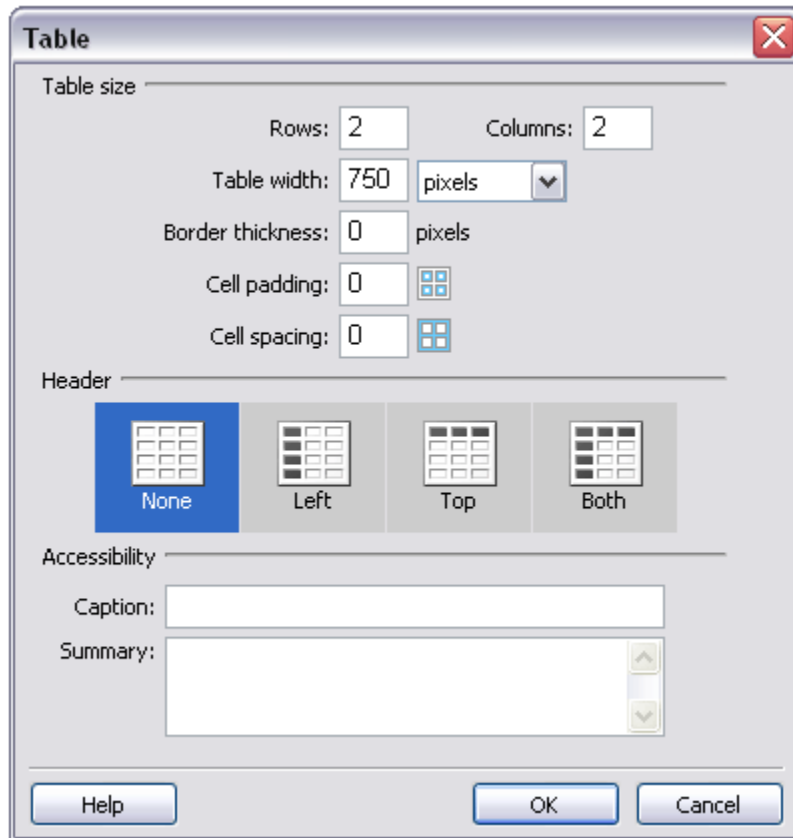 Table
Table size
Rows: 2 Columns: 2
Table width: 750 pixels
Border thickness: 0 pixels
Cell padding: 0
Cell spacing: 0
Header
None Left Top Both
Accessibility
Caption:
Summary:
Help OK Cancel